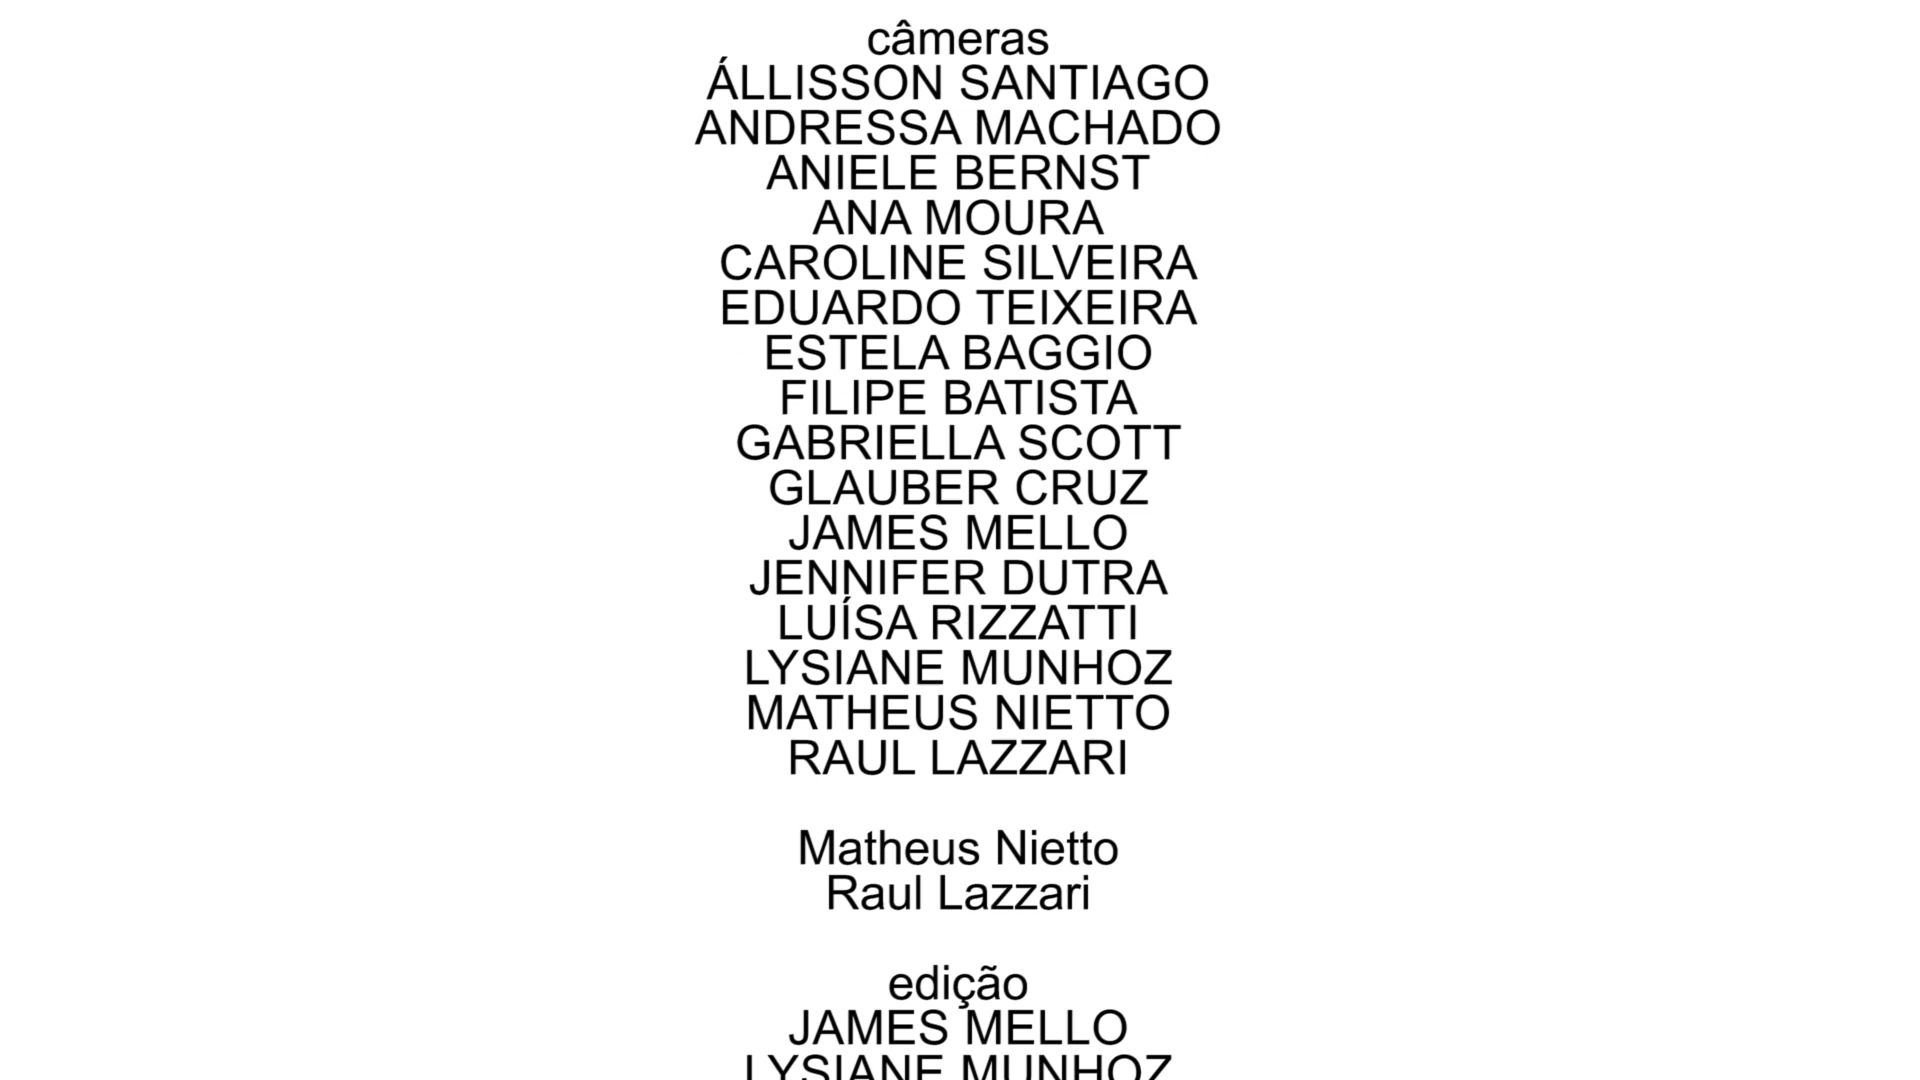 câmeras
ÁLLISSON SANTIAGO
ANDRESSA MACHADO
ANIELE BERNST
ANA MOURA
CAROLINE SILVEIRA
EDUARDO TEIXEIRA
ESTELA BAGGIO
FILIPE BATISTA
GABRIELLA SCOTT
GLAUBER CRUZ
JAMES MELLO
JENNIFER DUTRA
LUÍSA RIZZATTI
LYSIANE MUNHOZ
MATHEUS NIETTO
RAUL LAZZARI
Matheus Nietto
Raul Lazzari
edição
JAMES MELLO
LYSIANE MUNHOZ